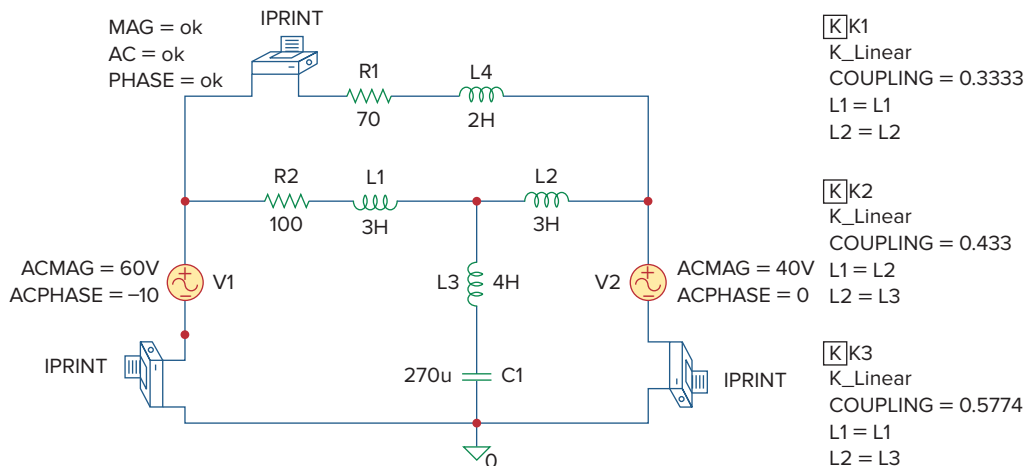 MAG = ok
AC = ok
PHASE = ok
IPRINT
R1
70
L4
2H
R2
100
L1
3H
L2
3H
ACMAG = 60V
ACPHASE = –10
V1
L3
4H
V2
ACMAG = 40V
ACPHASE = 0
IPRINT
270u
C1
IPRINT
0
K K1
K_Linear
COUPLING = 0.3333
L1 = L1
L2 = L2
K K2
K_Linear
COUPLING = 0.433
L1 = L2
L2 = L3
K K3
K_Linear
COUPLING = 0.5774
L1 = L1
L2 = L3